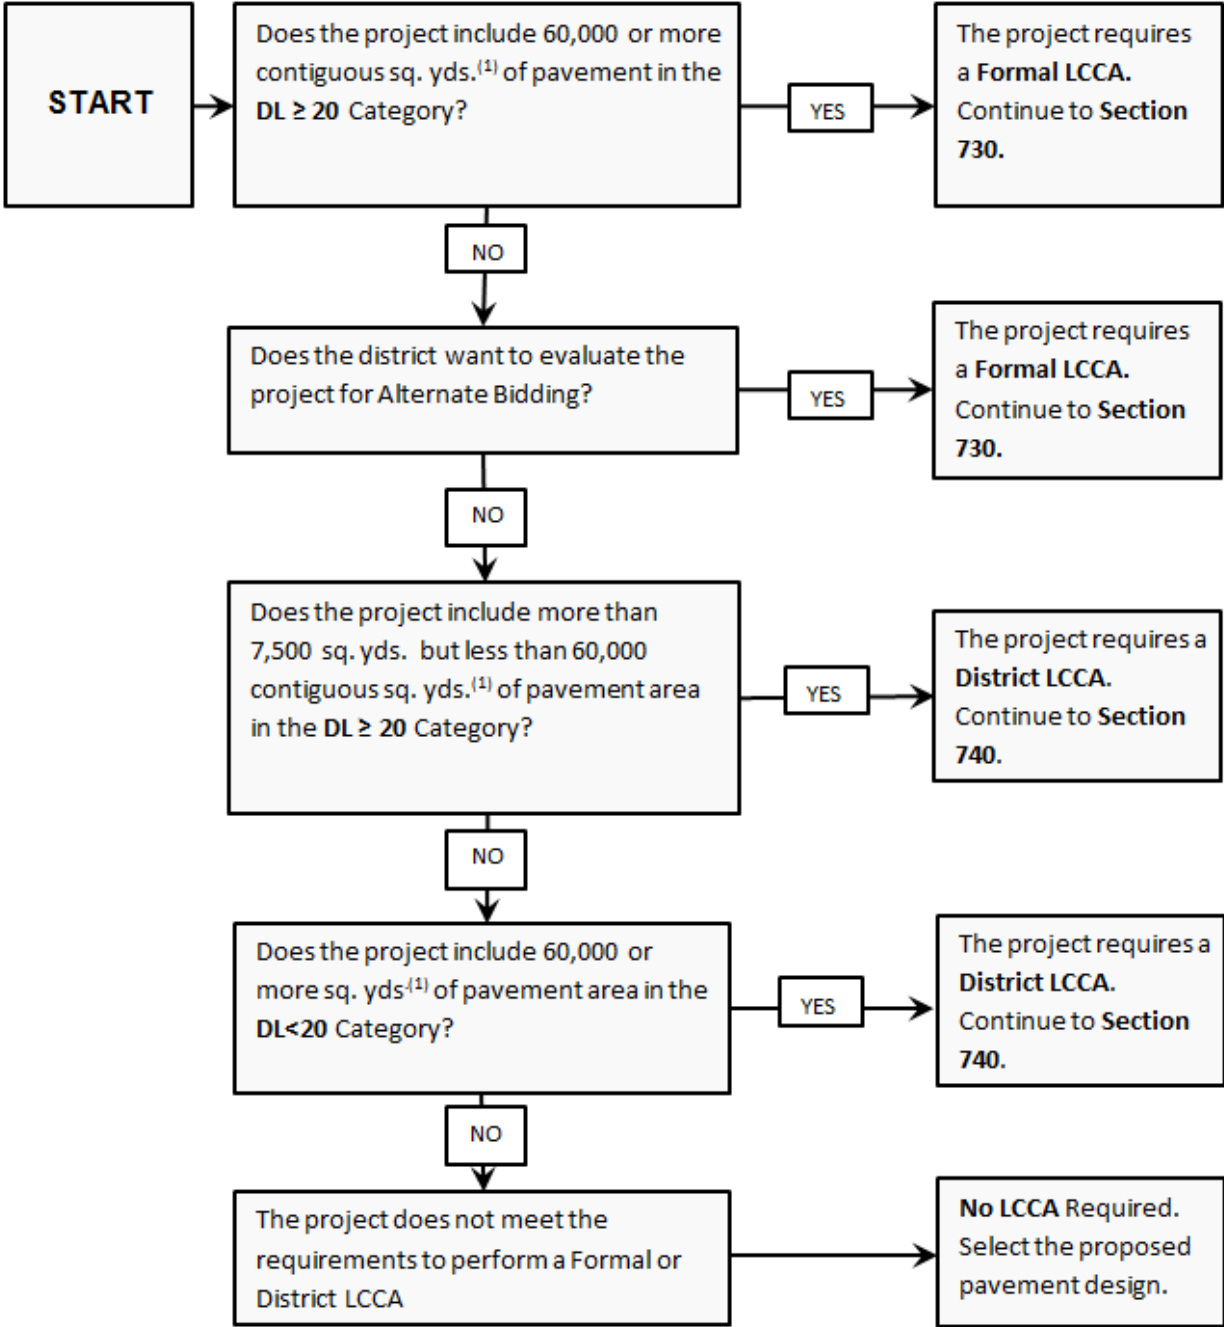 START
Does the project include 60,000 or more
contiguous sq. yds.(1) of pavement in the
DL ≥ 20 Category?
YES
The project requires
a Formal LCCA.
Continue to Section
730.
NO
Does the district want to evaluate the
project for Alternate Bidding?
YES
The project requires
a Formal LCCA.
Continue to Section
730.
NO
Does the project include more than
7,500 sq. yds. but less than 60,000
contiguous sq. yds.(1) of pavement area
in the DL ≥ 20 Category?
YES
The project requires a
District LCCA.
Continue to Section
740.
NO
Does the project include 60,000 or
more sq. yds.(1) of pavement area in the
DL<20 Category?
YES
The project requires a
District LCCA.
Continue to Section
740.
NO
The project does not meet the
requirements to perform a Formal or
District LCCA
No LCCA Required.
Select the proposed
pavement design.